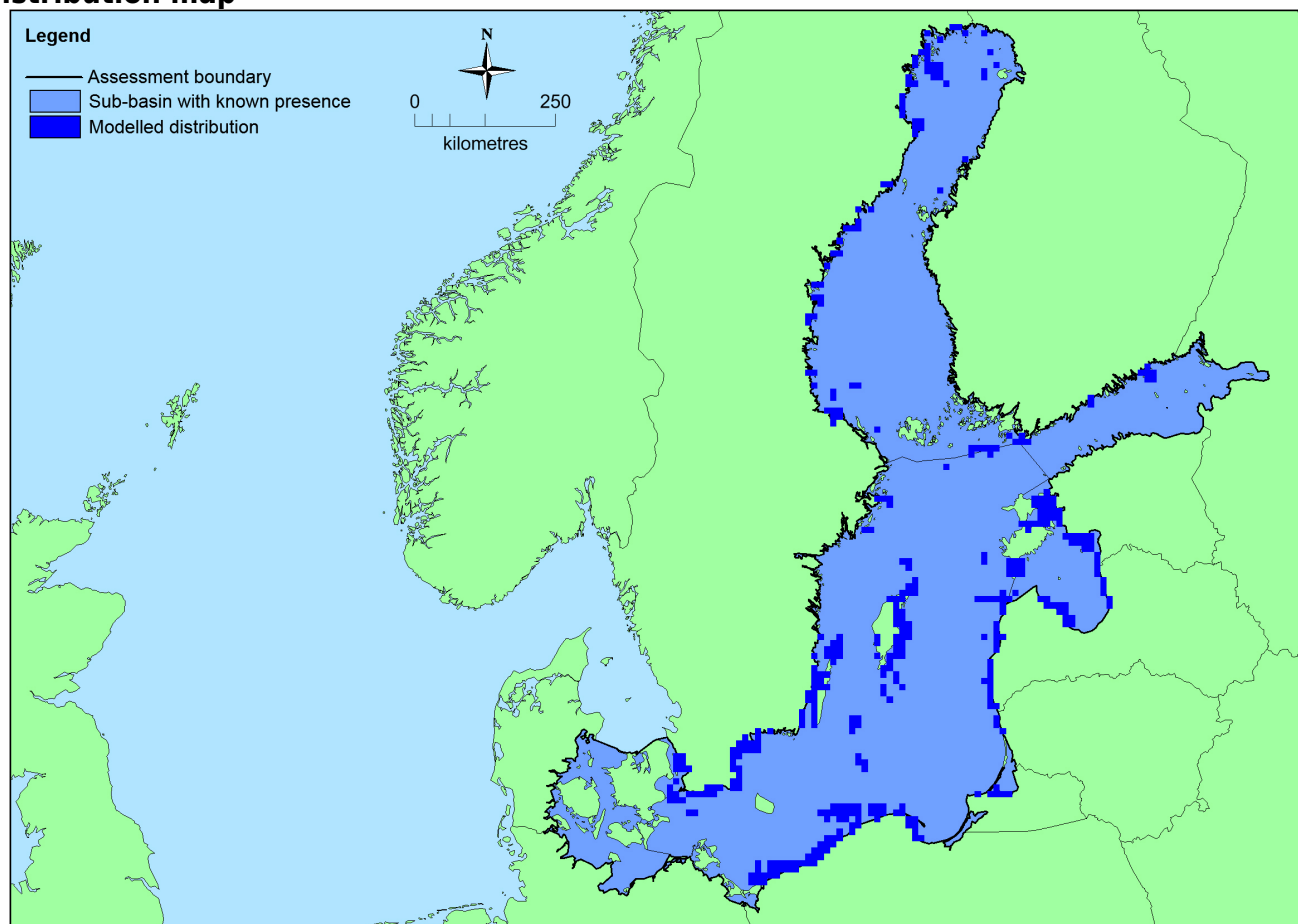 Legend
Assessment boundary
Sub-basin with known presence
Modelled distribution
N
0 250
kilometres